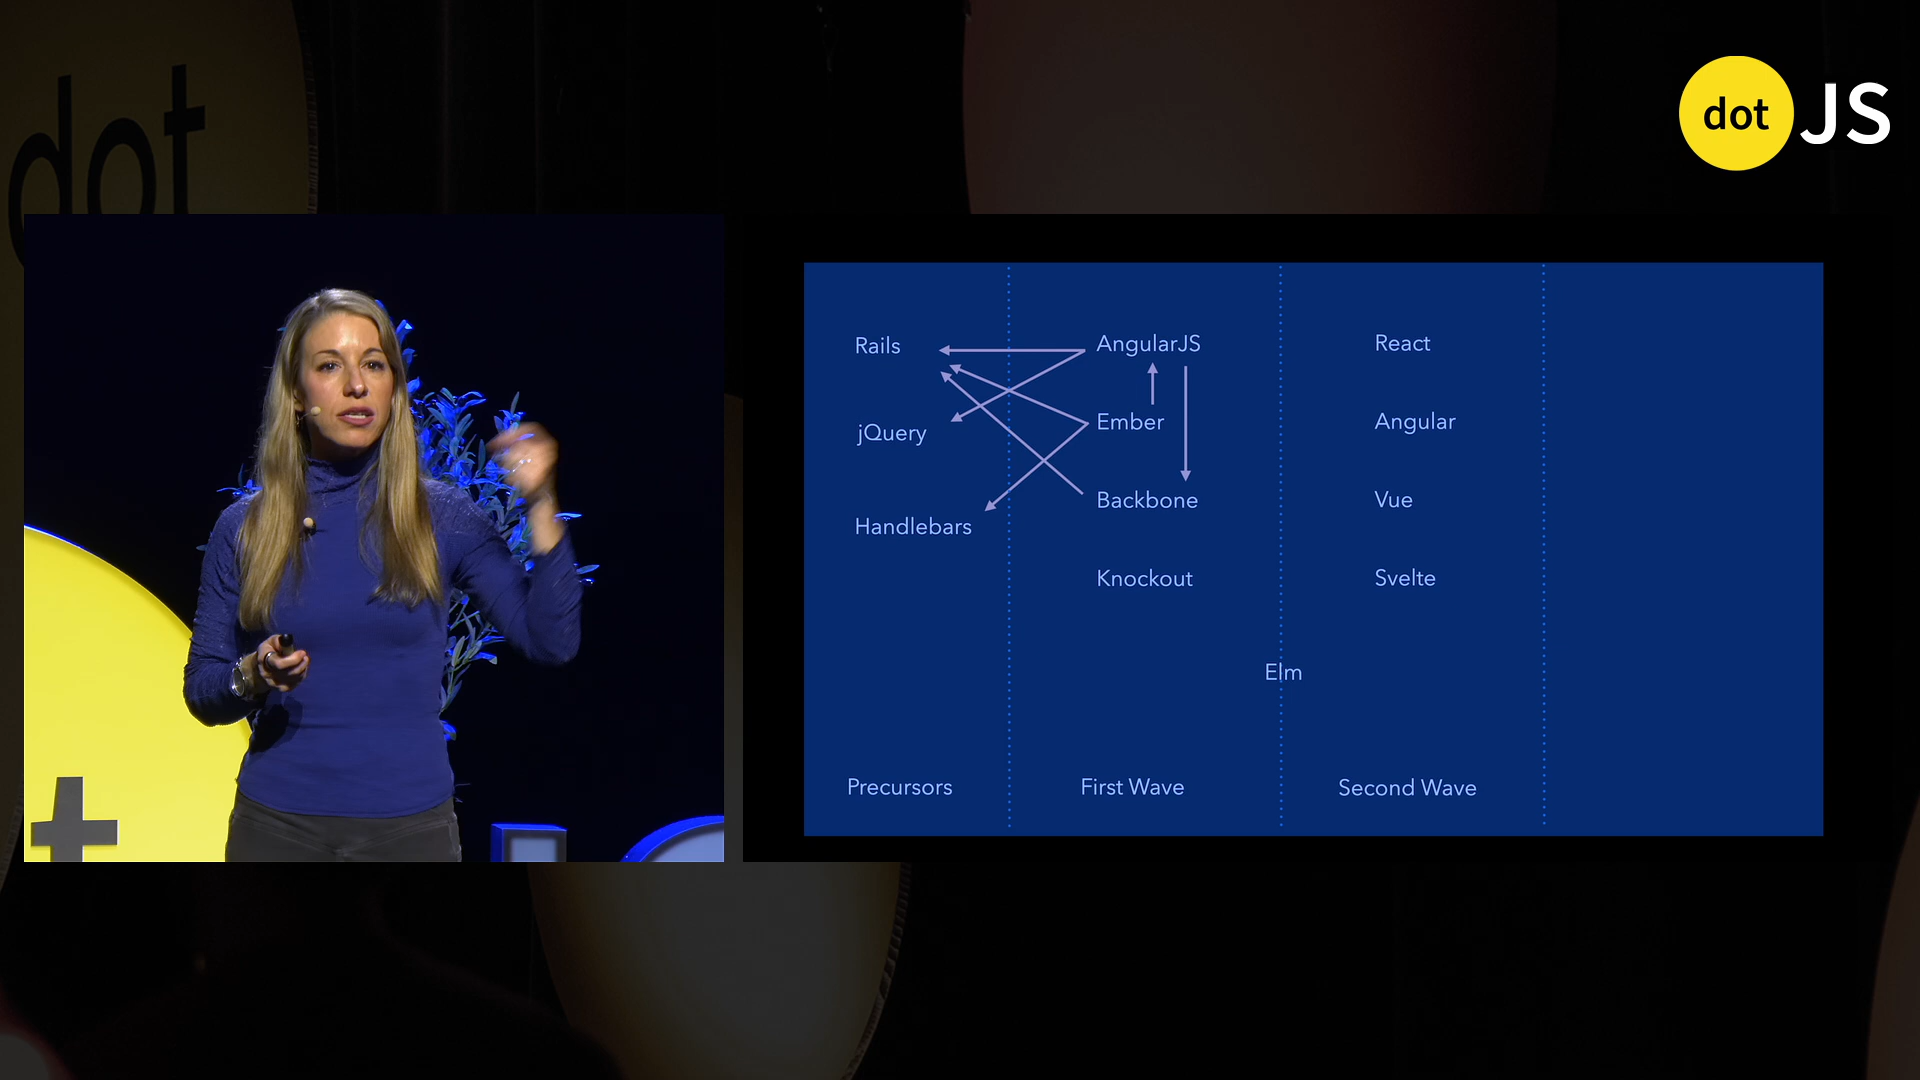 dot
dot JS
t
Rails
AngularJS
React
jQuery
Ember
Angular
Handlebars
Backbone
Vue
Knockout
Svelte
Elm
Precursors
First Wave
Second Wave